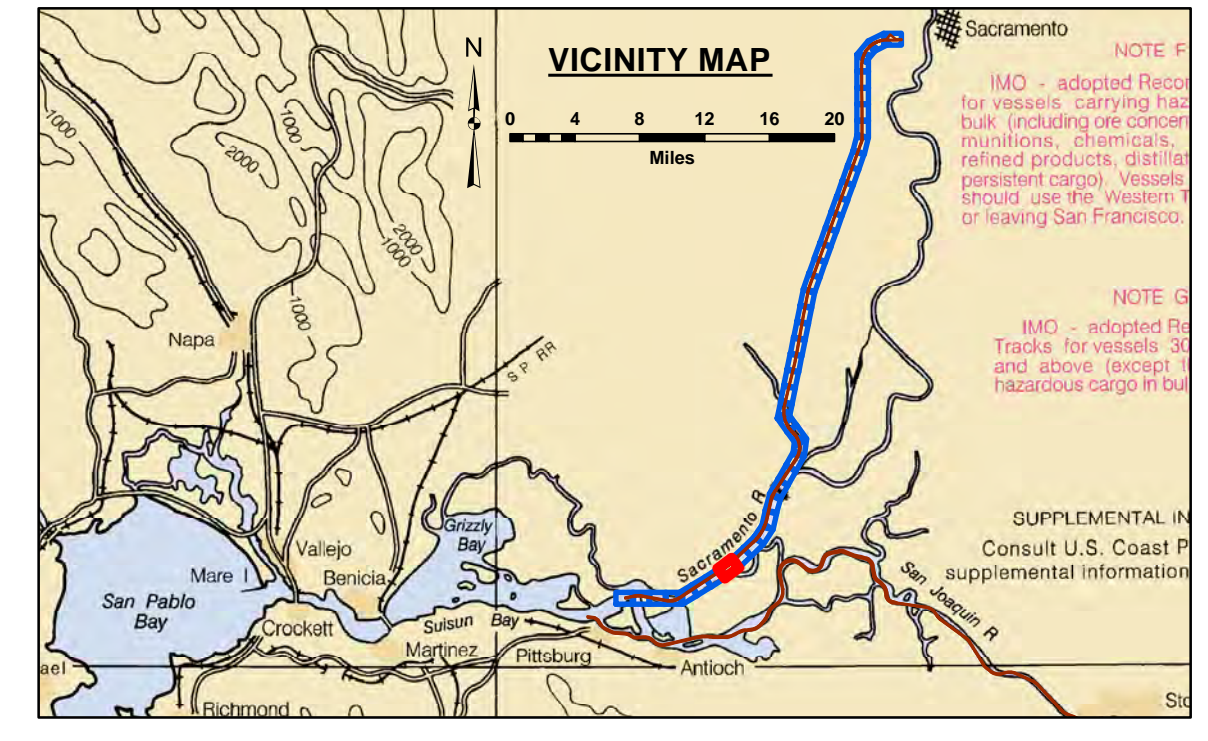 Sacramento
N
VICINITY MAP
NOTE F
IMO - adopted Recor
for vessels carrying haz
bulk (including ore concen
munitions, chemicals,
refined products, distillat
persistent cargo). Vessels
should use the Western T
or leaving San Francisco.
0 4 8 12 16 20
Miles
1000
2000
1000
2000
1000
1000
NOTE G
IMO - adopted Re
Tracks for vessels 30
and above (except 1
hazardous cargo in bul
Napa
S P RR
Sacramento R
Grizzly
Bay
SUPPLEMENTAL IN
Consult U.S. Coast P
supplemental information
Vallejo
Mare I
Benicia
San Pablo
Bay
Crockett
Suisun Bay
San Joaquin R
Martinez
Pittsburg
Antioch
ael
Richmond
Sto